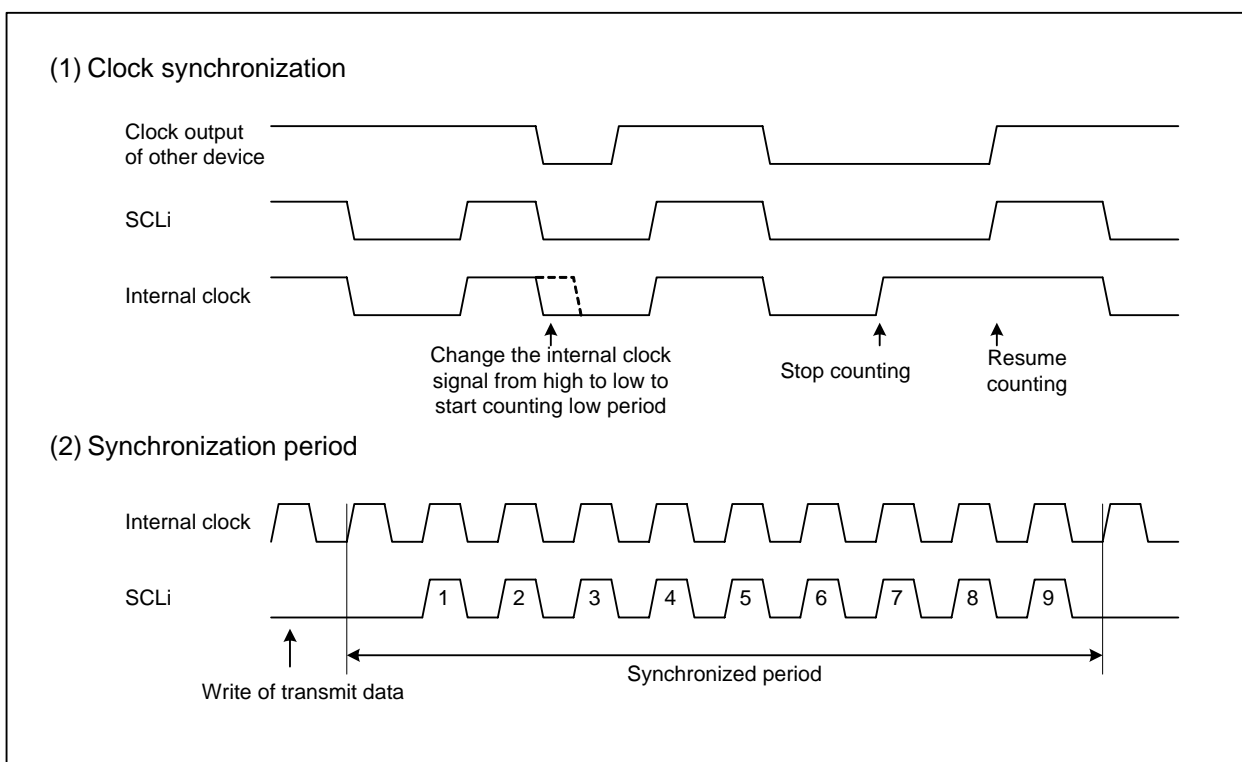 (1) Clock synchronization
Clock output
of other device
SCLi
Internal clock
Change the internal clock
signal from high to low to
start counting low period
Stop counting
Resume
counting
(2) Synchronization period
Internal clock
SCLi
1 2 3 4 5 6 7 8 9
Synchronized period
Write of transmit data